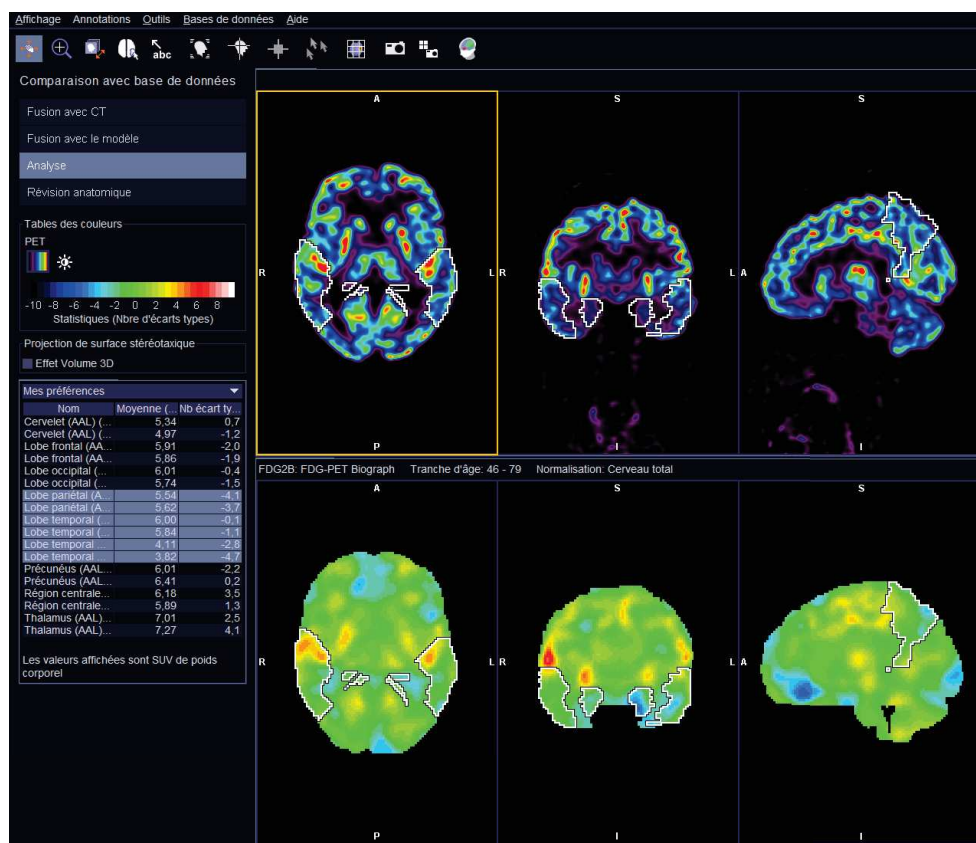 Affichage Annotations Outils Bases de données Aide
abc
Comparaison avec base de données
Fusion avec CT
Fusion avec le modèle
Analyse
Révision anatomique
Tables des couleurs
PET
-10 -8 -6 -4 -2 0 2 4 6 8
Statistiques (Nbre d'écarts types)
Projection de surface stéréotaxique
Effet Volume 3D
Mes préférences
Nom Moyenne (... Nb écart ty...
Cervelet (AAL) (... 5,34 0,7
Cervelet (AAL) (... 4,97 -1,2
Lobe frontal (AA... 5,91 -2,0
Lobe frontal (AA... 5,86 -1,9
Lobe occipital (... 6,01 -0,4
Lobe occipital (... 5,74 -1,5
Lobe pariétal (A... 5,54 -4,1
Lobe pariétal (A... 5,62 -3,7
Lobe temporal (... 6,00 -0,1
Lobe temporal (... 5,84 -1,1
Lobe temporal ... 4,11 -2,8
Lobe temporal ... 3,82 -4,7
Précunéus (AAL... 6,01 -2,2
Précunéus (AAL... 6,41 0,2
Région centrale... 6,18 3,5
Région centrale... 5,89 1,3
Thalamus (AAL)... 7,01 2,5
Thalamus (AAL)... 7,27 4,1
Les valeurs affichées sont SUV de poids
corporel
A S S
R L R L A
P I I
FDG2B: FDG-PET Biograph Tranche d'âge: 46 - 79 Normalisation: Cerveau total
A S S
R L R L A
P I I